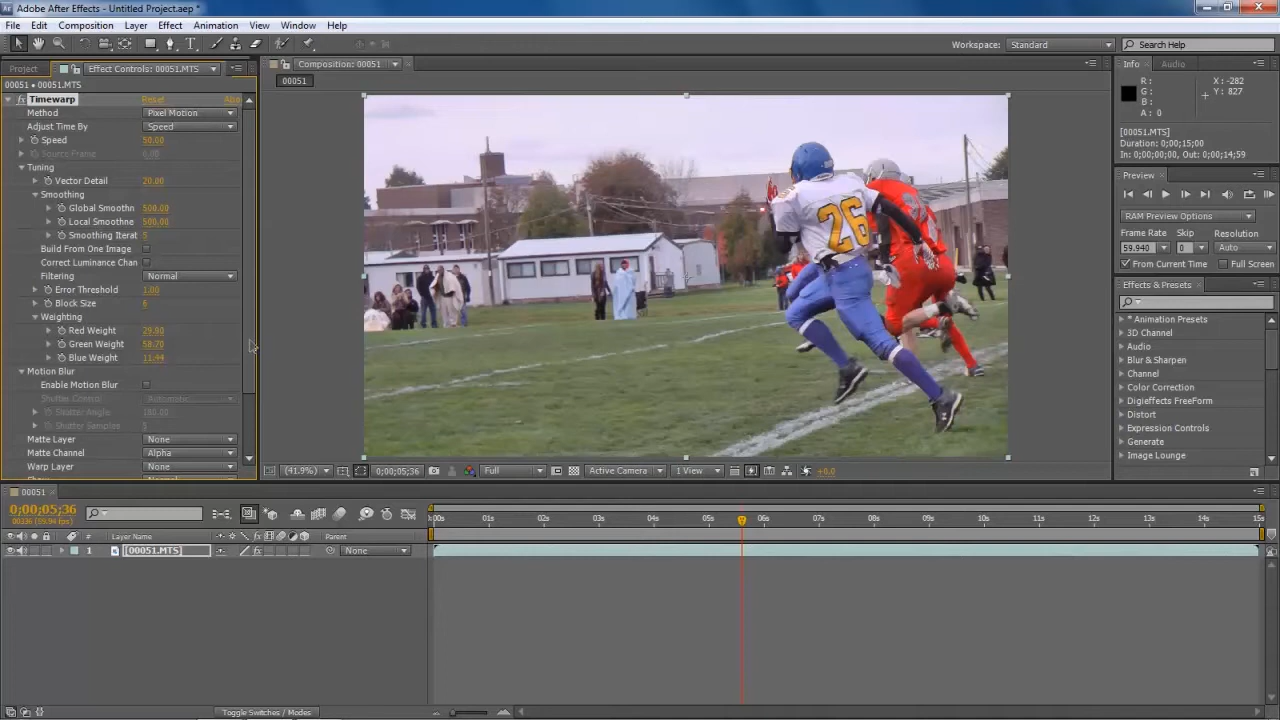 Adobe After Effects - Untitled Project.aep *
File Edit Composition Layer Effect Animation View Window Help
Workspace: Standard Search Help
Project Effect Controls: 00051.MTS
00051 • 00051.MTS
fx Timewarp Reset Abo
Method Pixel Motion
Adjust Time By Speed
Speed 50.00
Source Frame 0.00
Tuning
Vector Detail 20.00
Smoothing
Global Smoothn 500.00
Local Smoothne 500.00
Smoothing Iterat 5
Build From One Image
Correct Luminance Chan
Filtering Normal
Error Threshold 1.00
Block Size 6
Weighting
Red Weight 29.90
Green Weight 58.70
Blue Weight 11.44
Motion Blur
Enable Motion Blur
Shutter Control Automatic
Shutter Angle 180.00
Shutter Samples 5
Matte Layer None
Matte Channel Alpha
Warp Layer None
Composition: 00051
00051
26
(41.9%) 0;00;05;36 Full Active Camera 1 View +0.0
Info Audio
R:
G:
B:
A: 0
X: -282
Y: 827
[00051.MTS]
Duration: 0;00;15;00
In: 0;00;00;00, Out: 0;00;14;59
Preview
RAM Preview Options
Frame Rate Skip Resolution
59.940 0 Auto
From Current Time Full Screen
Effects & Presets
* Animation Presets
3D Channel
Audio
Blur & Sharpen
Channel
Color Correction
Digieffects FreeForm
Distort
Expression Controls
Generate
Image Lounge
00051
0;00;05;36
00336 (59.94 fps)
# Layer Name Parent
1 [00051.MTS] None
0:00s 01s 02s 03s 04s 05s 06s 07s 08s 09s 10s 11s 12s 13s 14s 15s
Toggle Switches / Modes